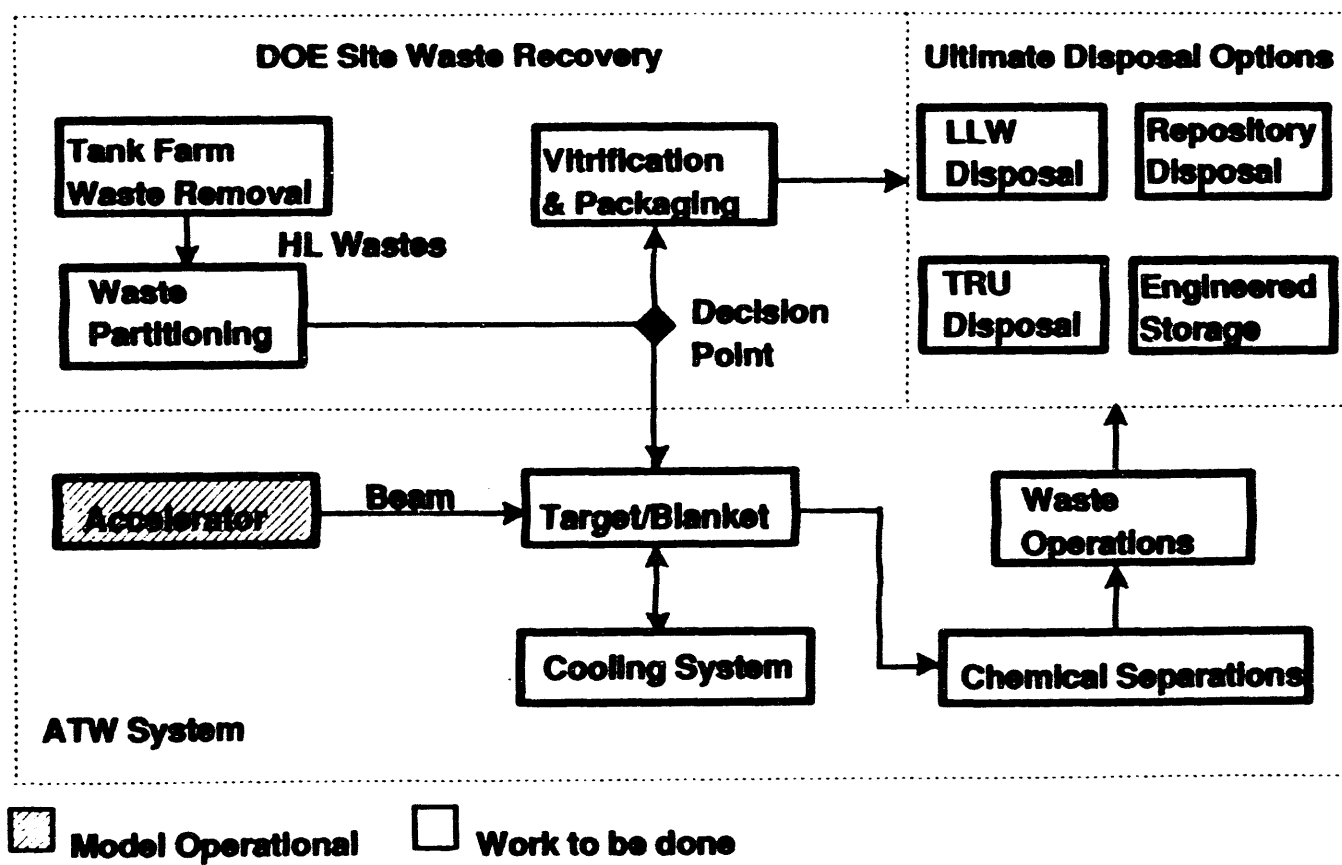 DOE Site Waste Recovery
Ultimate Disposal Options
Tank Farm
Waste Removal
Vitrification
& Packaging
LLW
Disposal
Repository
Disposal
HL Wastes
Waste
Partitioning
Decision
Point
TRU
Disposal
Engineered
Storage
Accelerator
Beam
Target/Blanket
Waste
Operations
Cooling System
Chemical Separations
ATW System
Model Operational
Work to be done